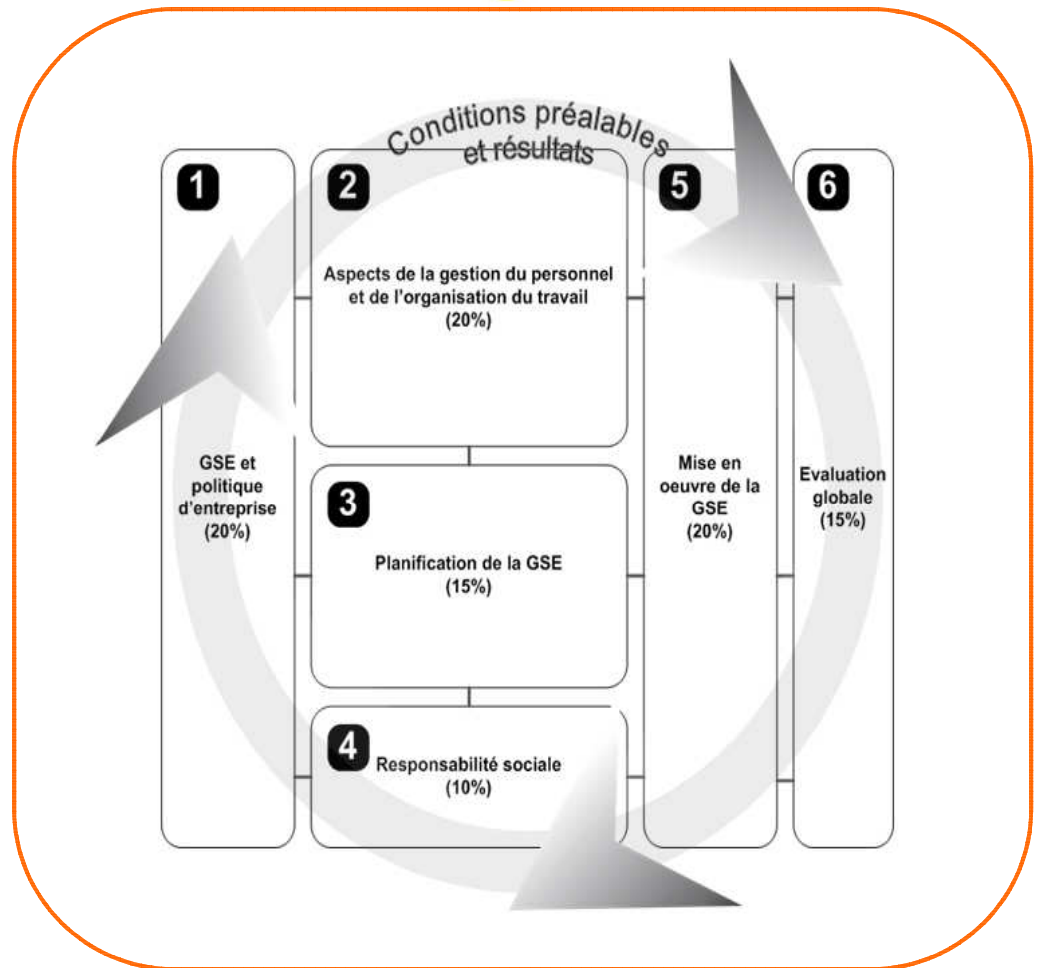 Conditions préalables
et résultats
1
GSE et
politique
d'entreprise
(20%)
2
Aspects de la gestion du personnel
et de l'organisation du travail
(20%)
3
Planification de la GSE
(15%)
4
Responsabilité sociale
(10%)
5
Mise en
oeuvre de la
GSE
(20%)
6
Evaluation
globale
(15%)